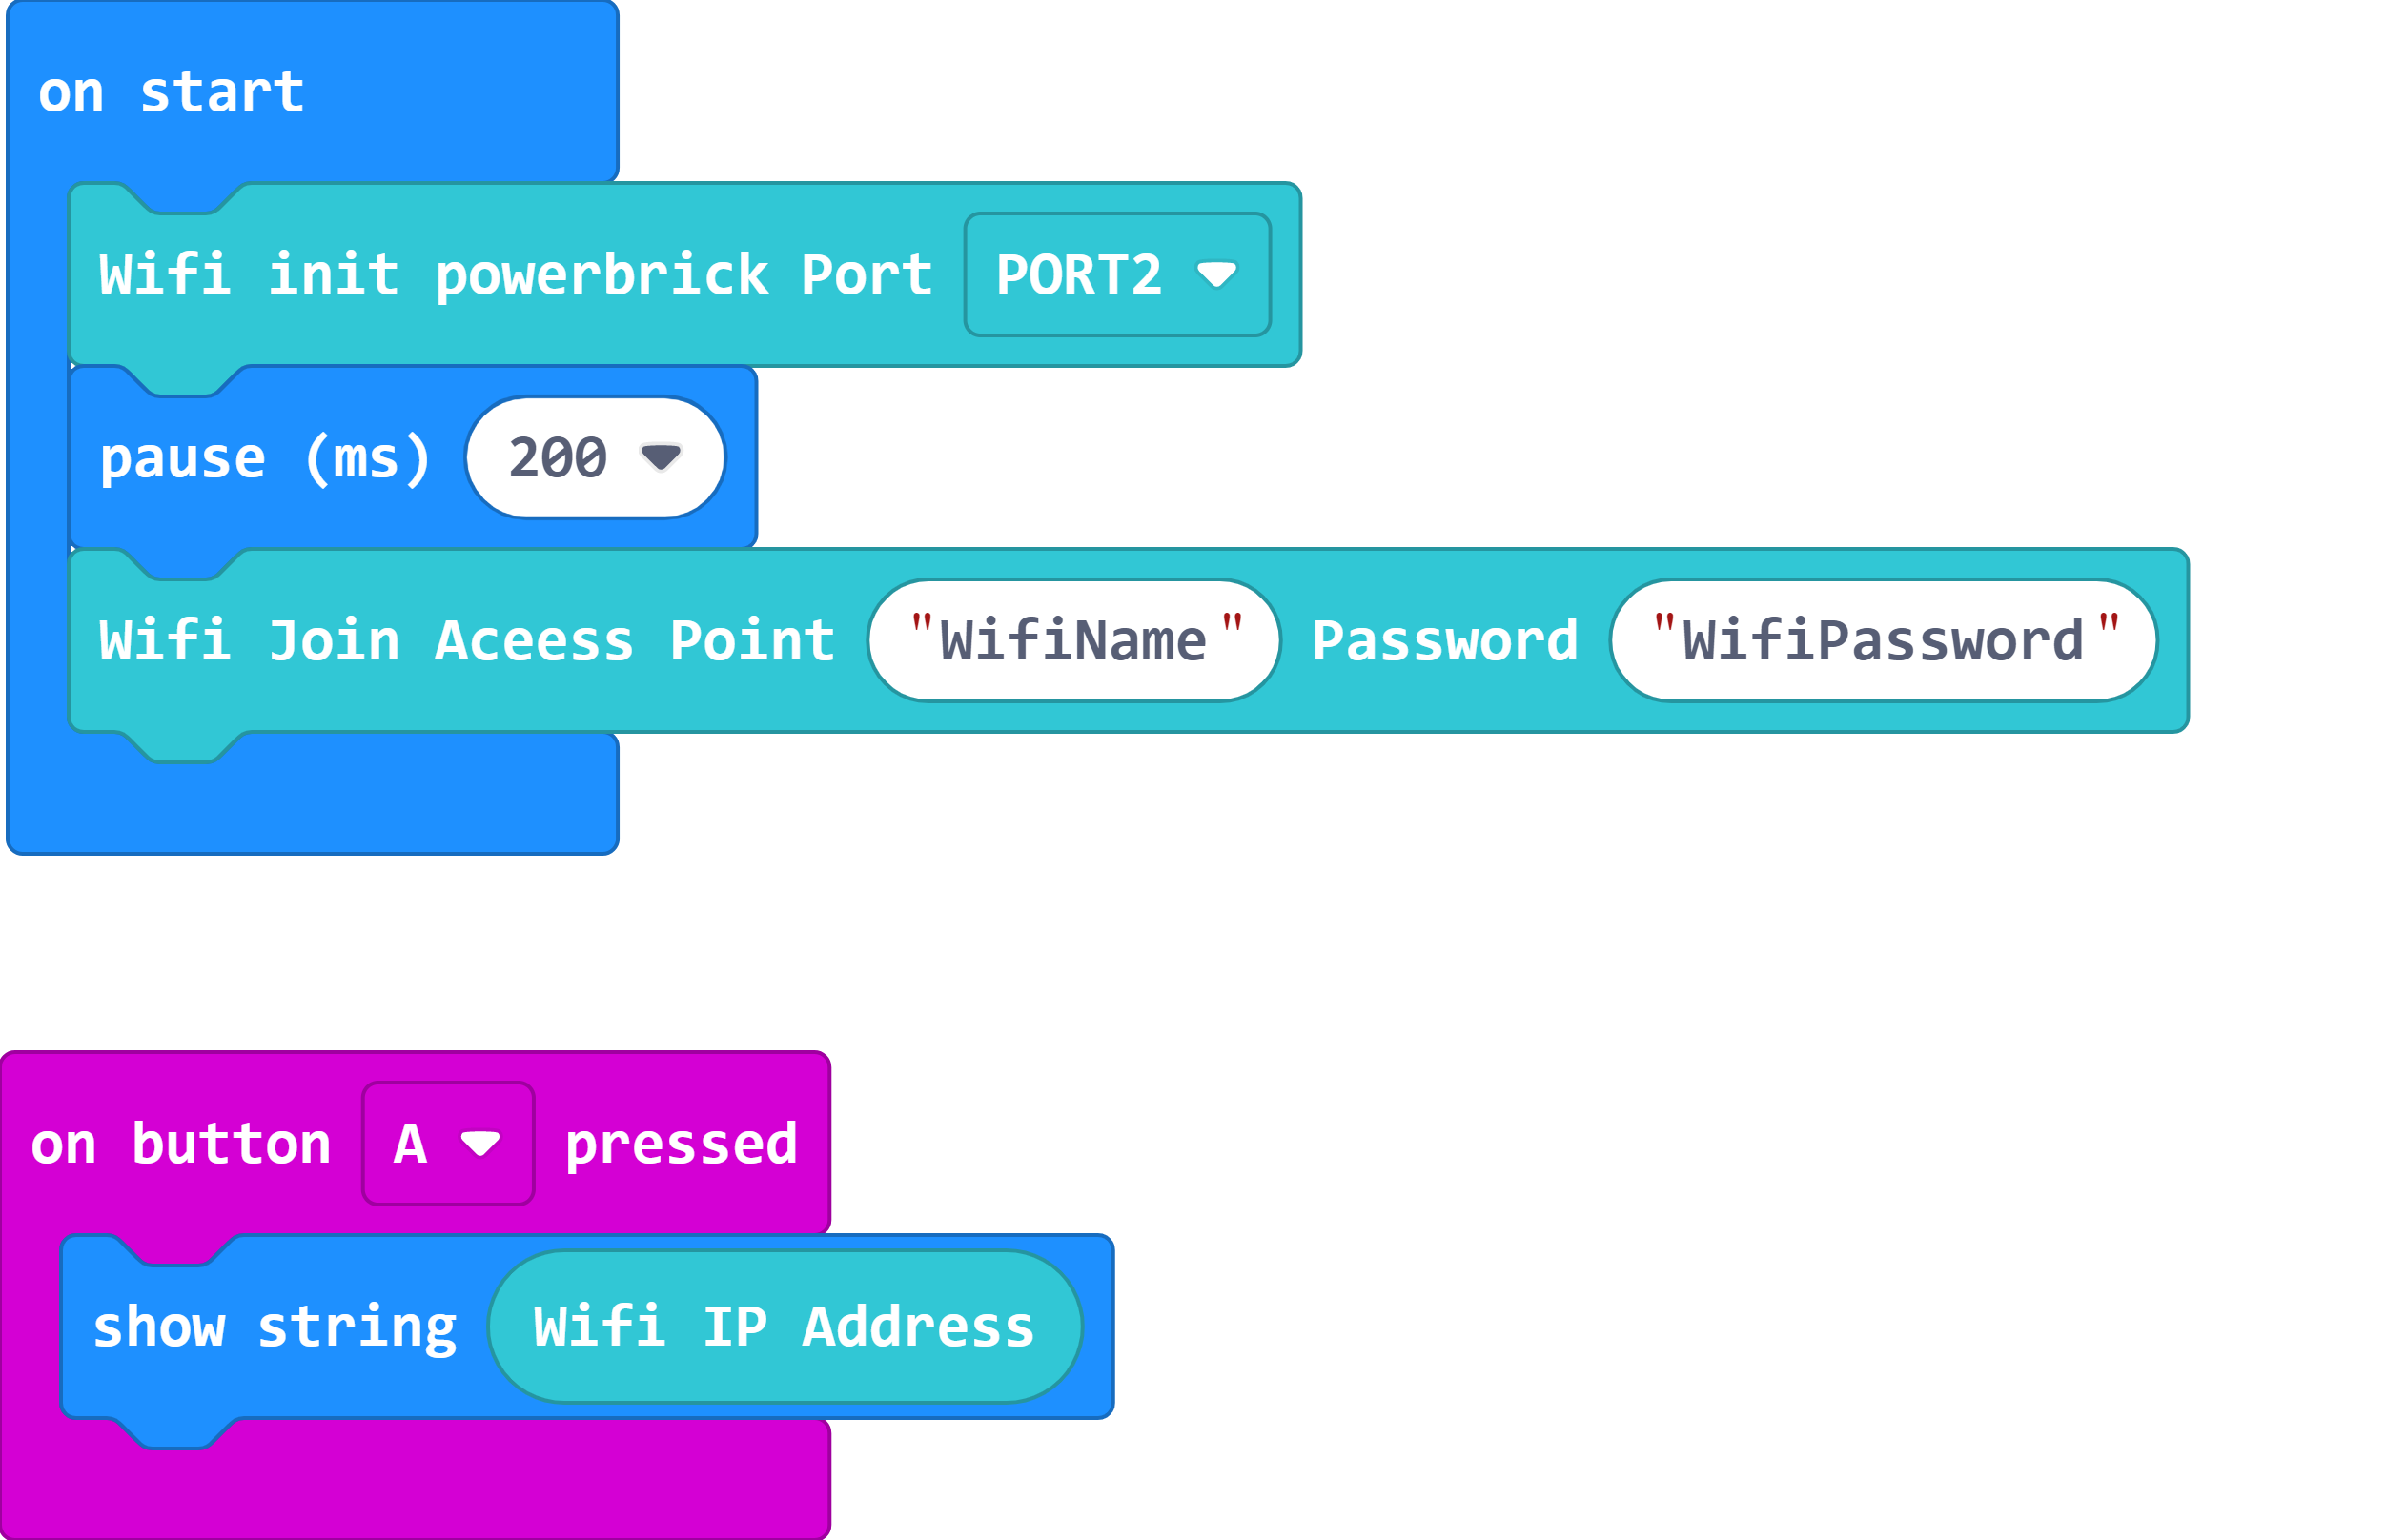 on start
Wifi init powerbrick Port PORT2
pause (ms) 200
Wifi Join Aceess Point "WifiName" Password "WifiPassword"
on button A pressed
show string Wifi IP Address